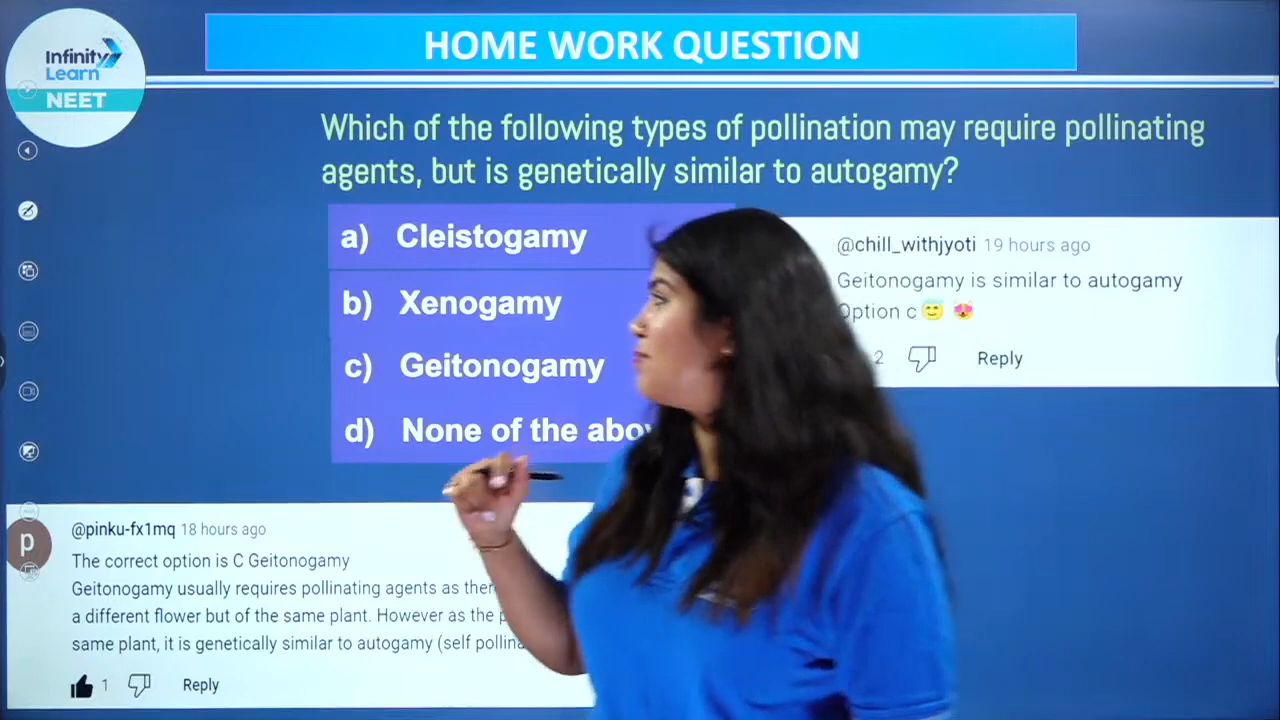 Infinity
Learn
NEET
HOME WORK QUESTION
Which of the following types of pollination may require pollinating
agents, but is genetically similar to autogamy?
a) Cleistogamy
b) Xenogamy
c) Geitonogamy
d) None of the
@chill_withjyoti 19 hours ago
Geitonogamy is similar to autogamy
Option c 😇 😍
2 Reply
p
@pinku-fx1mq 18 hours ago
The correct option is C Geitonogamy
Geitonogamy usually requires pollinating agents as
a different flower but of the same plant. However as the
same plant, it is genetically similar to autogamy (self
1 Reply